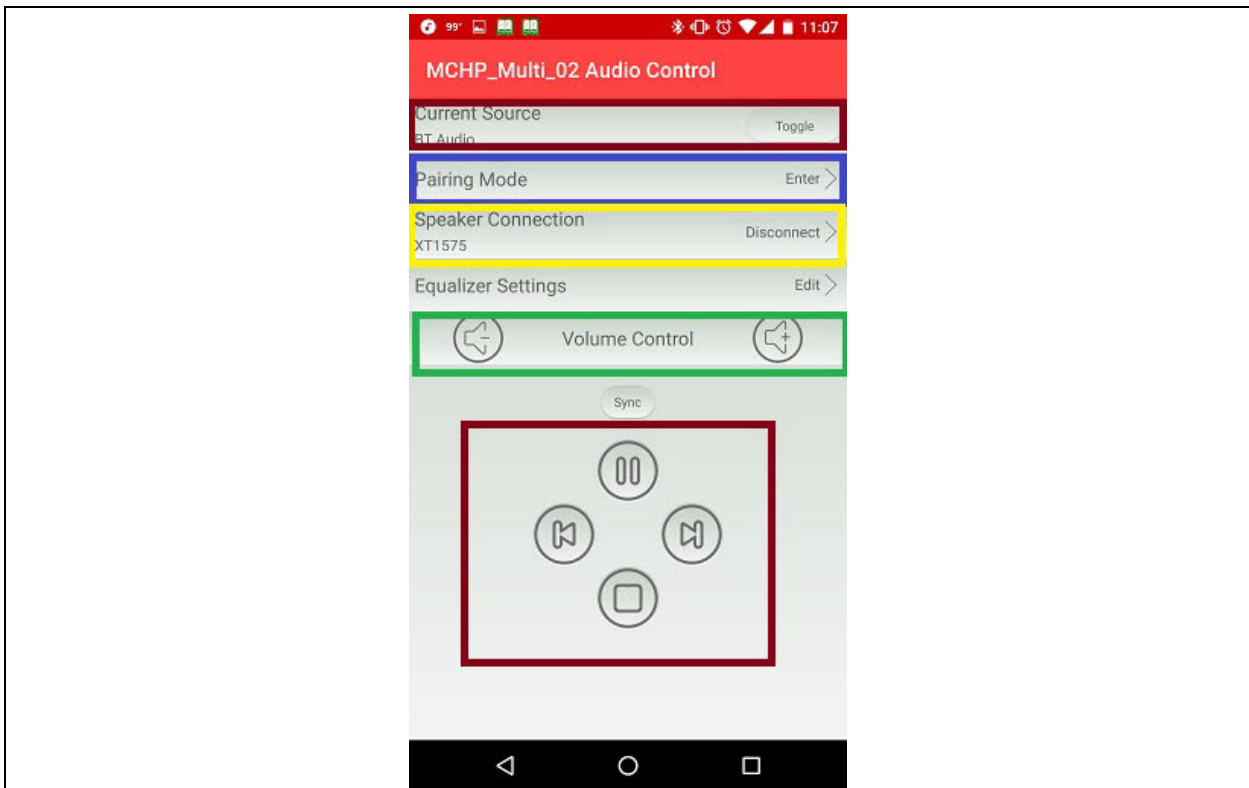 99° 11:07
MCHP_Multi_02 Audio Control
Current Source
Toggle
BT Audio
Pairing Mode Enter
Speaker Connection
Disconnect
XT1575
Equalizer Settings Edit
Volume Control
Sync